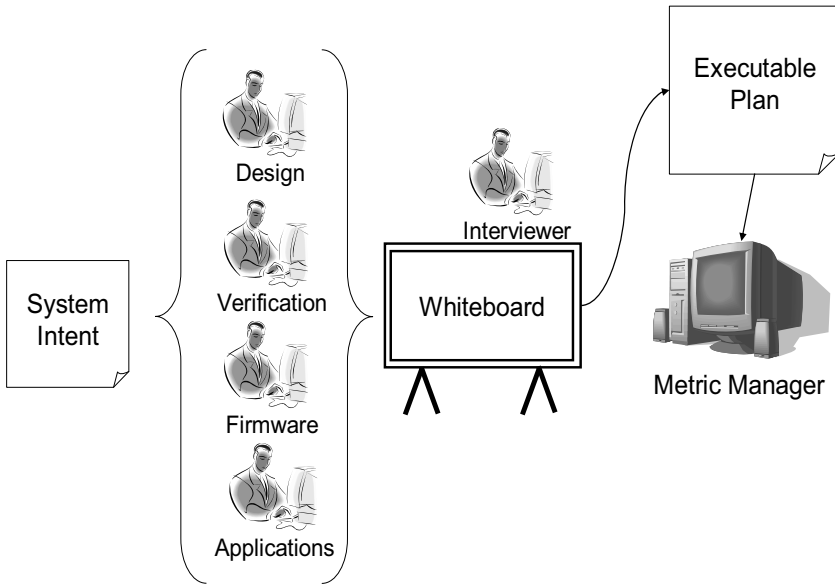 System
Intent
Design
Verification
Firmware
Applications
Interviewer
Whiteboard
Executable
Plan
Metric Manager